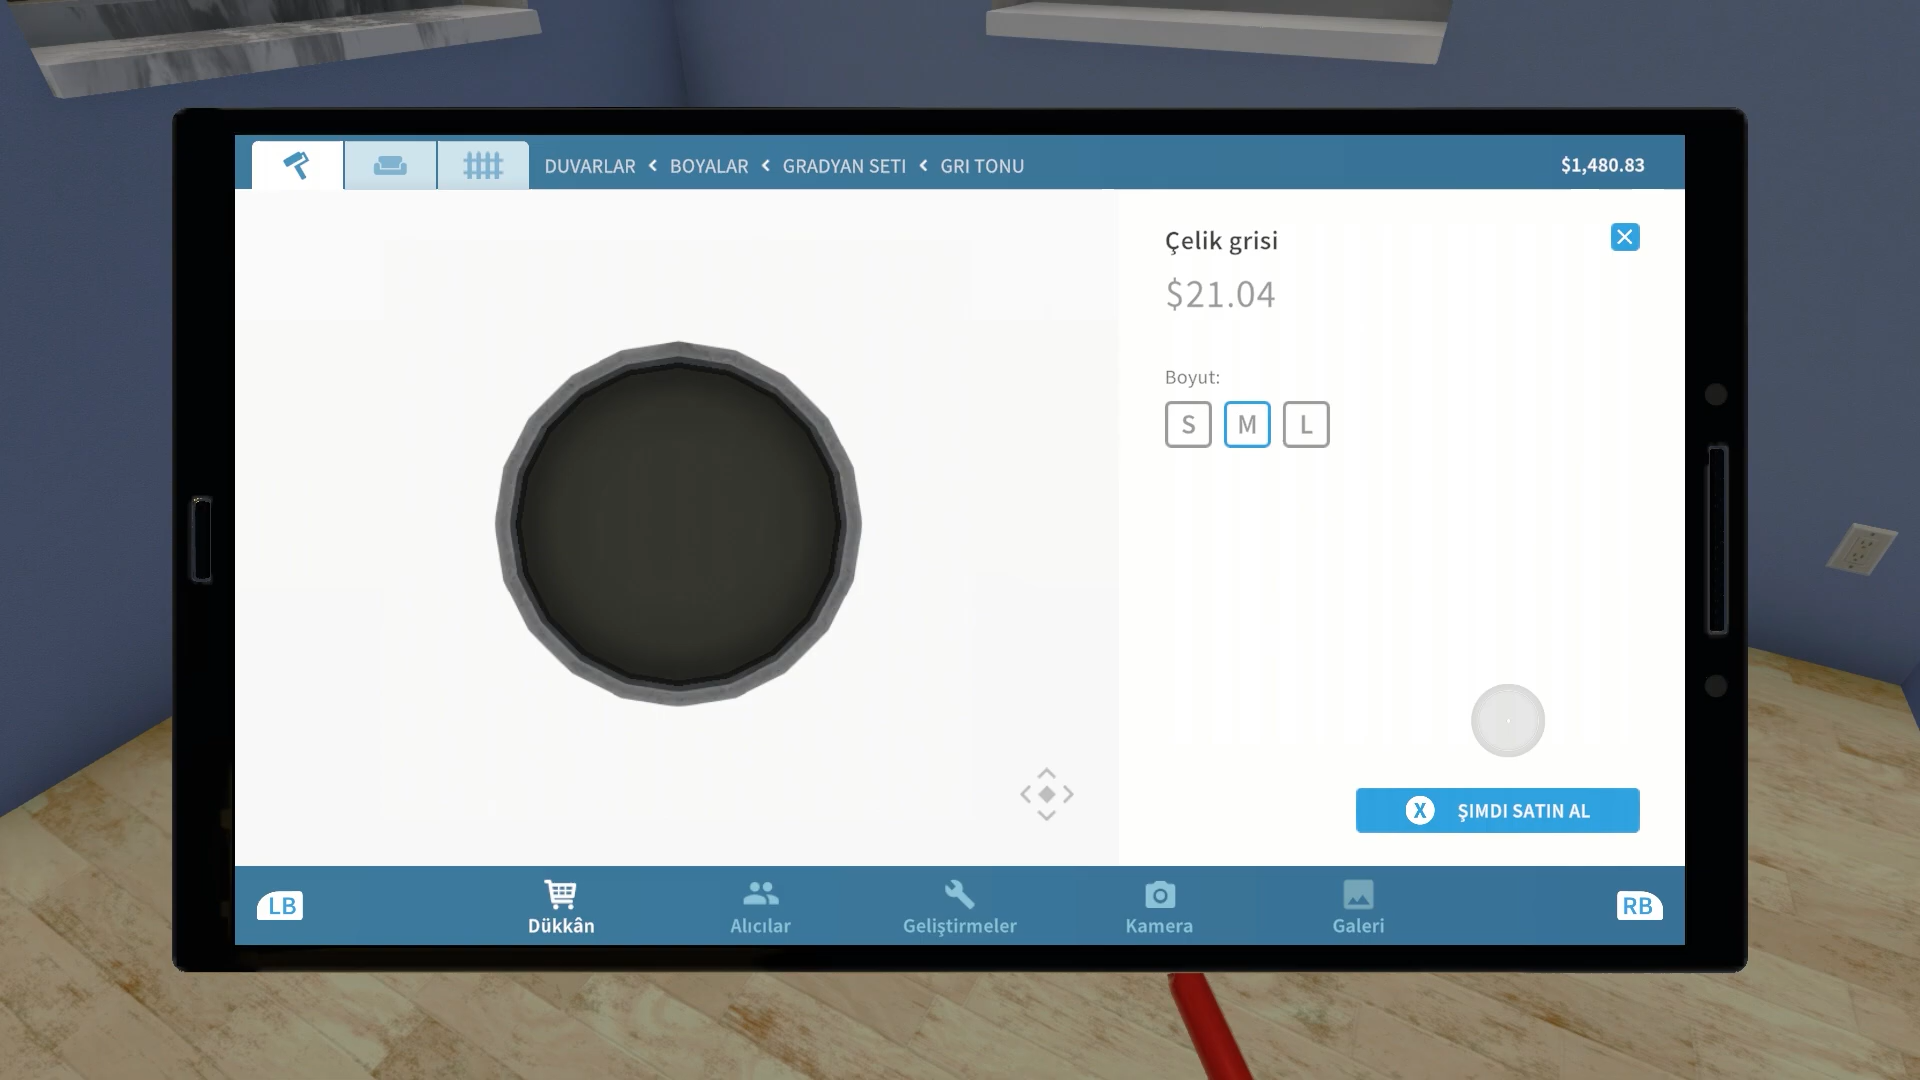 DUVARLAR < BOYALAR < GRADYAN SETI < GRI TONU
$1,480.83
Çelik grisi
$21.04
Boyut:
S M L
X ŞIMDI SATIN AL
LB
Dükkân
Alıcılar
Geliştirmeler
Kamera
Galeri
RB